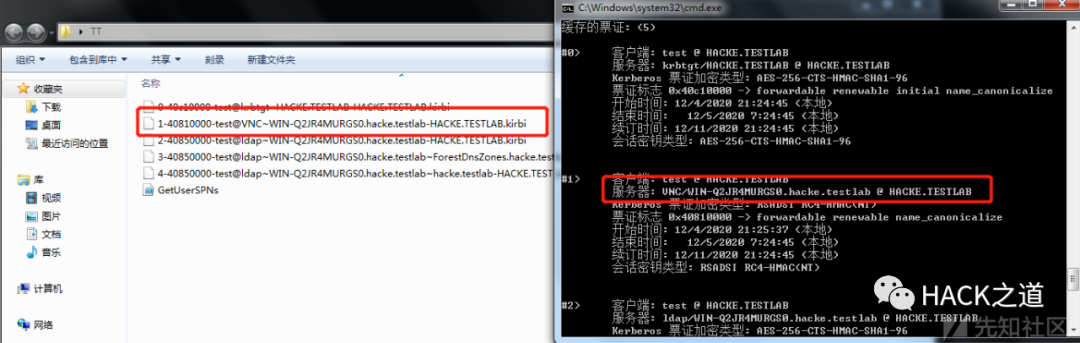 TT
组织
包含到库中
共享
刻录
新建文件夹
收藏夹
下载
桌面
最近访问的位置
库
视频
图片
文档
音乐
计算机
网络
名称
0-40c10000-test@krbtgt~HACKE.TESTLAB-HACKE.TESTLAB.kirbi
1-40810000-test@VNC~WIN-Q2JR4MURGS0.hacke.testlab-HACKE.TESTLAB.kirbi
2-40850000-test@ldap~WIN-Q2JR4MURGS0.hacke.testlab-HACKE.TESTLAB.kirbi
3-40850000-test@ldap~WIN-Q2JR4MURGS0.hacke.testlab~ForestDnsZones.hacke.test
4-40850000-test@ldap~WIN-Q2JR4MURGS0.hacke.testlab~hacke.testlab-HACKE.TEST
GetUserSPNs
C:\Windows\system32\cmd.exe
缓存的票证: (5)
#0> 客户端: test @ HACKE.TESTLAB
服务器: krbtgt/HACKE.TESTLAB @ HACKE.TESTLAB
Kerberos 票证加密类型: AES-256-CTS-HMAC-SHA1-96
票证标志 0x40c10000 -> forwardable renewable initial name_canonicalize
开始时间: 12/4/2020 21:24:45 (本地)
结束时间: 12/5/2020 7:24:45 (本地)
续订时间: 12/11/2020 21:24:45 (本地)
会话密钥类型: AES-256-CTS-HMAC-SHA1-96
#1> 客户端: test @ HACKE.TESTLAB
服务器: VNC/WIN-Q2JR4MURGS0.hacke.testlab @ HACKE.TESTLAB
Kerberos 票证加密类型: RSADSI RC4-HMAC(NT)
票证标志 0x40810000 -> forwardable renewable name_canonicalize
开始时间: 12/4/2020 21:25:37 (本地)
结束时间: 12/5/2020 7:24:45 (本地)
续订时间: 12/11/2020 21:24:45 (本地)
会话密钥类型: RSADSI RC4-HMAC(NT)
#2> 客户端: test @ HACKE.TESTLAB
服务器: ldap/WIN-Q2JR4MURGS0.hacke.testlab @ HACKE.TESTLAB
Kerberos 票证加密类型: AES-256-CTS-HMAC-SHA1-96
HACK之道
先知社区